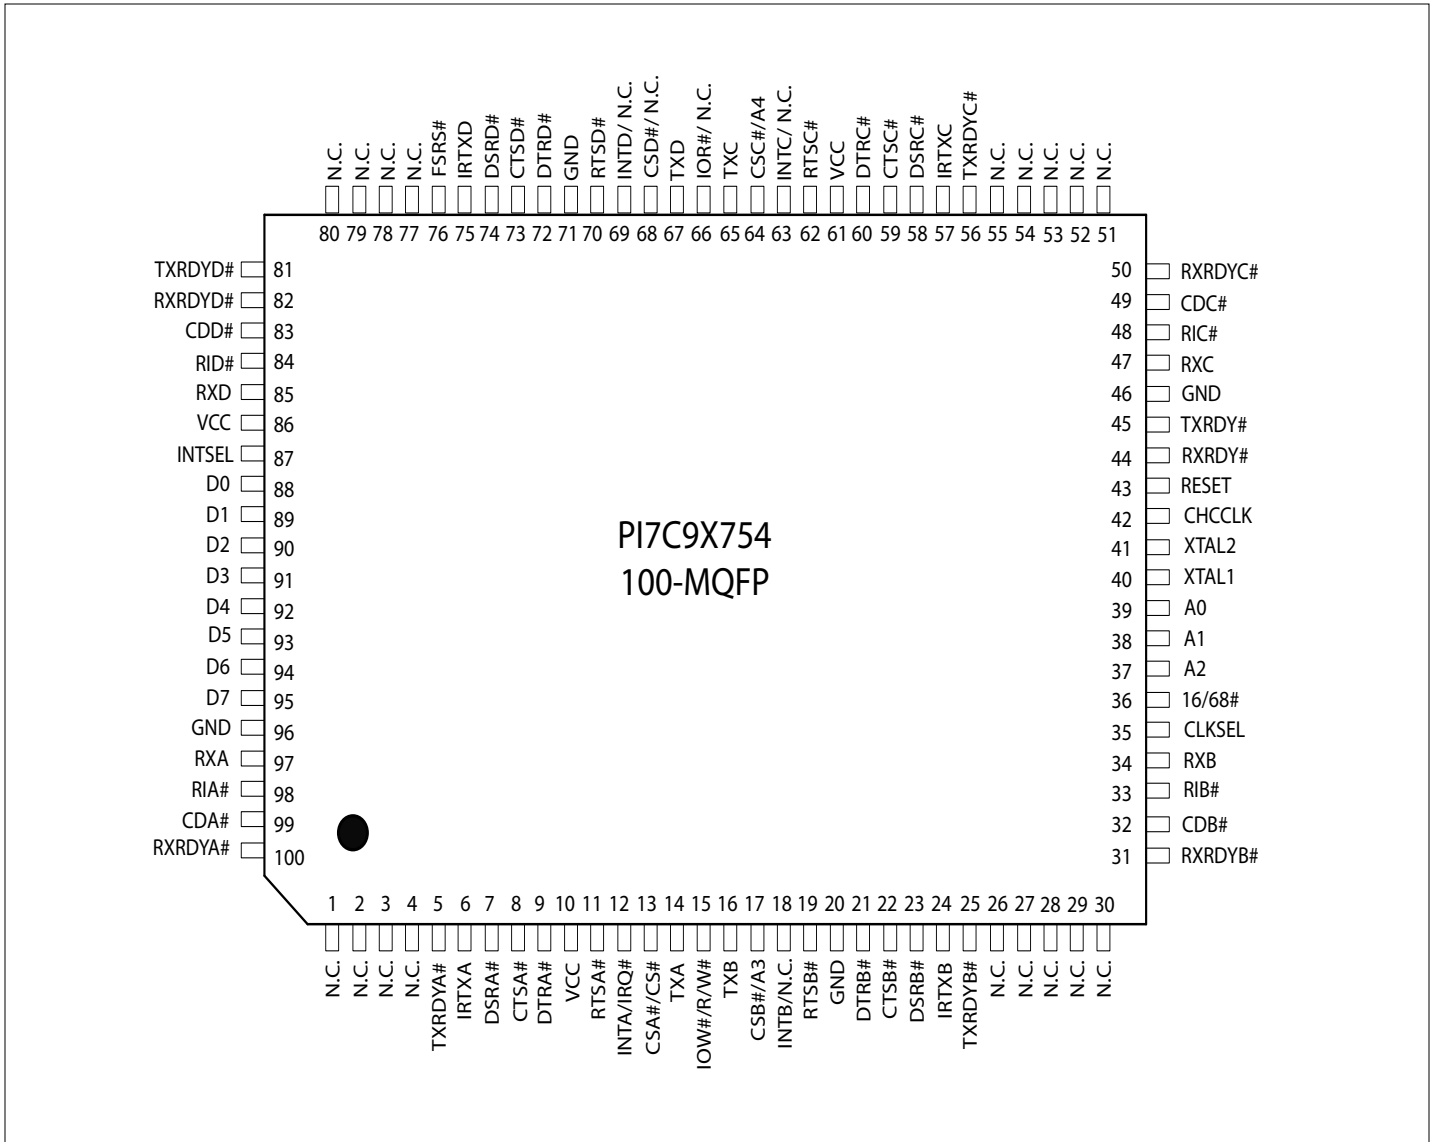 N.C.
N.C.
N.C.
N.C.
FSRS#
IRTXD
DSRD#
CTSD#
DTRD#
GND
RTSD#
INTD/ N.C.
CSD#/ N.C.
TXD
IOR#/ N.C.
TXC
CSC#/A4
INTC/ N.C.
RTSC#
VCC
DTRC#
CTSC#
DSRC#
IRTXC
TXRDYC#
N.C.
N.C.
N.C.
N.C.
N.C.
80 79 78 77 76 75 74 73 72 71 70 69 68 67 66 65 64 63 62 61 60 59 58 57 56 55 54 53 52 51
TXRDYD# 81
RXRDYD# 82
CDD# 83
RID# 84
RXD 85
VCC 86
INTSEL 87
D0 88
D1 89
D2 90
D3 91
D4 92
D5 93
D6 94
D7 95
GND 96
RXA 97
RIA# 98
CDA# 99
RXRDYA# 100
PI7C9X754
100-MQFP
50 RXRDYC#
49 CDC#
48 RIC#
47 RXC
46 GND
45 TXRDY#
44 RXRDY#
43 RESET
42 CHCCLK
41 XTAL2
40 XTAL1
39 A0
38 A1
37 A2
36 16/68#
35 CLKSEL
34 RXB
33 RIB#
32 CDB#
31 RXRDYB#
1 2 3 4 5 6 7 8 9 10 11 12 13 14 15 16 17 18 19 20 21 22 23 24 25 26 27 28 29 30
N.C.
N.C.
N.C.
N.C.
TXRDYA#
IRTXA
DSRA#
CTSA#
DTRA#
VCC
RTSA#
INTA/IRQ#
CSA#/CS#
TXA
IOW#/R/W#
TXB
CSB#/A3
INTB/N.C.
RTSB#
GND
DTRB#
CTSB#
DSRB#
IRTXB
TXRDYB#
N.C.
N.C.
N.C.
N.C.
N.C.